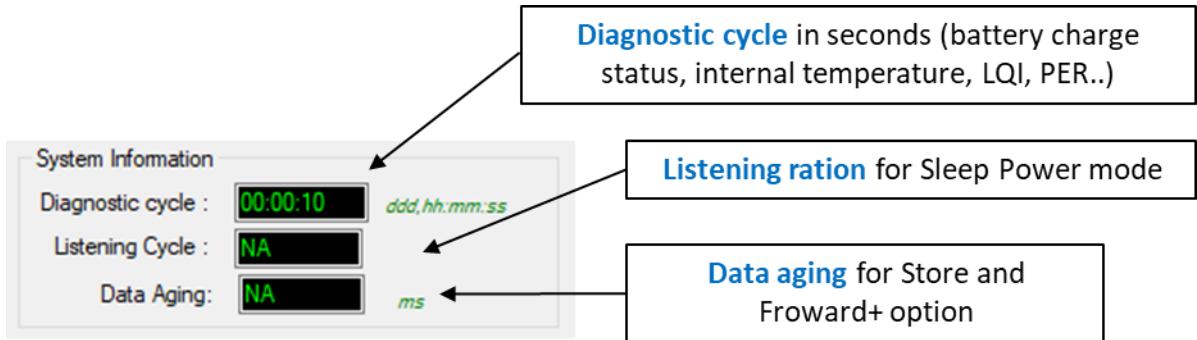 Diagnostic cycle in seconds (battery charge
status, internal temperature, LQI, PER..)
System Information
Diagnostic cycle : 00:00:10 ddd,hh:mm:ss
Listening ration for Sleep Power mode
Listening Cycle : NA
Data Aging: NA ms
Data aging for Store and
Froward+ option